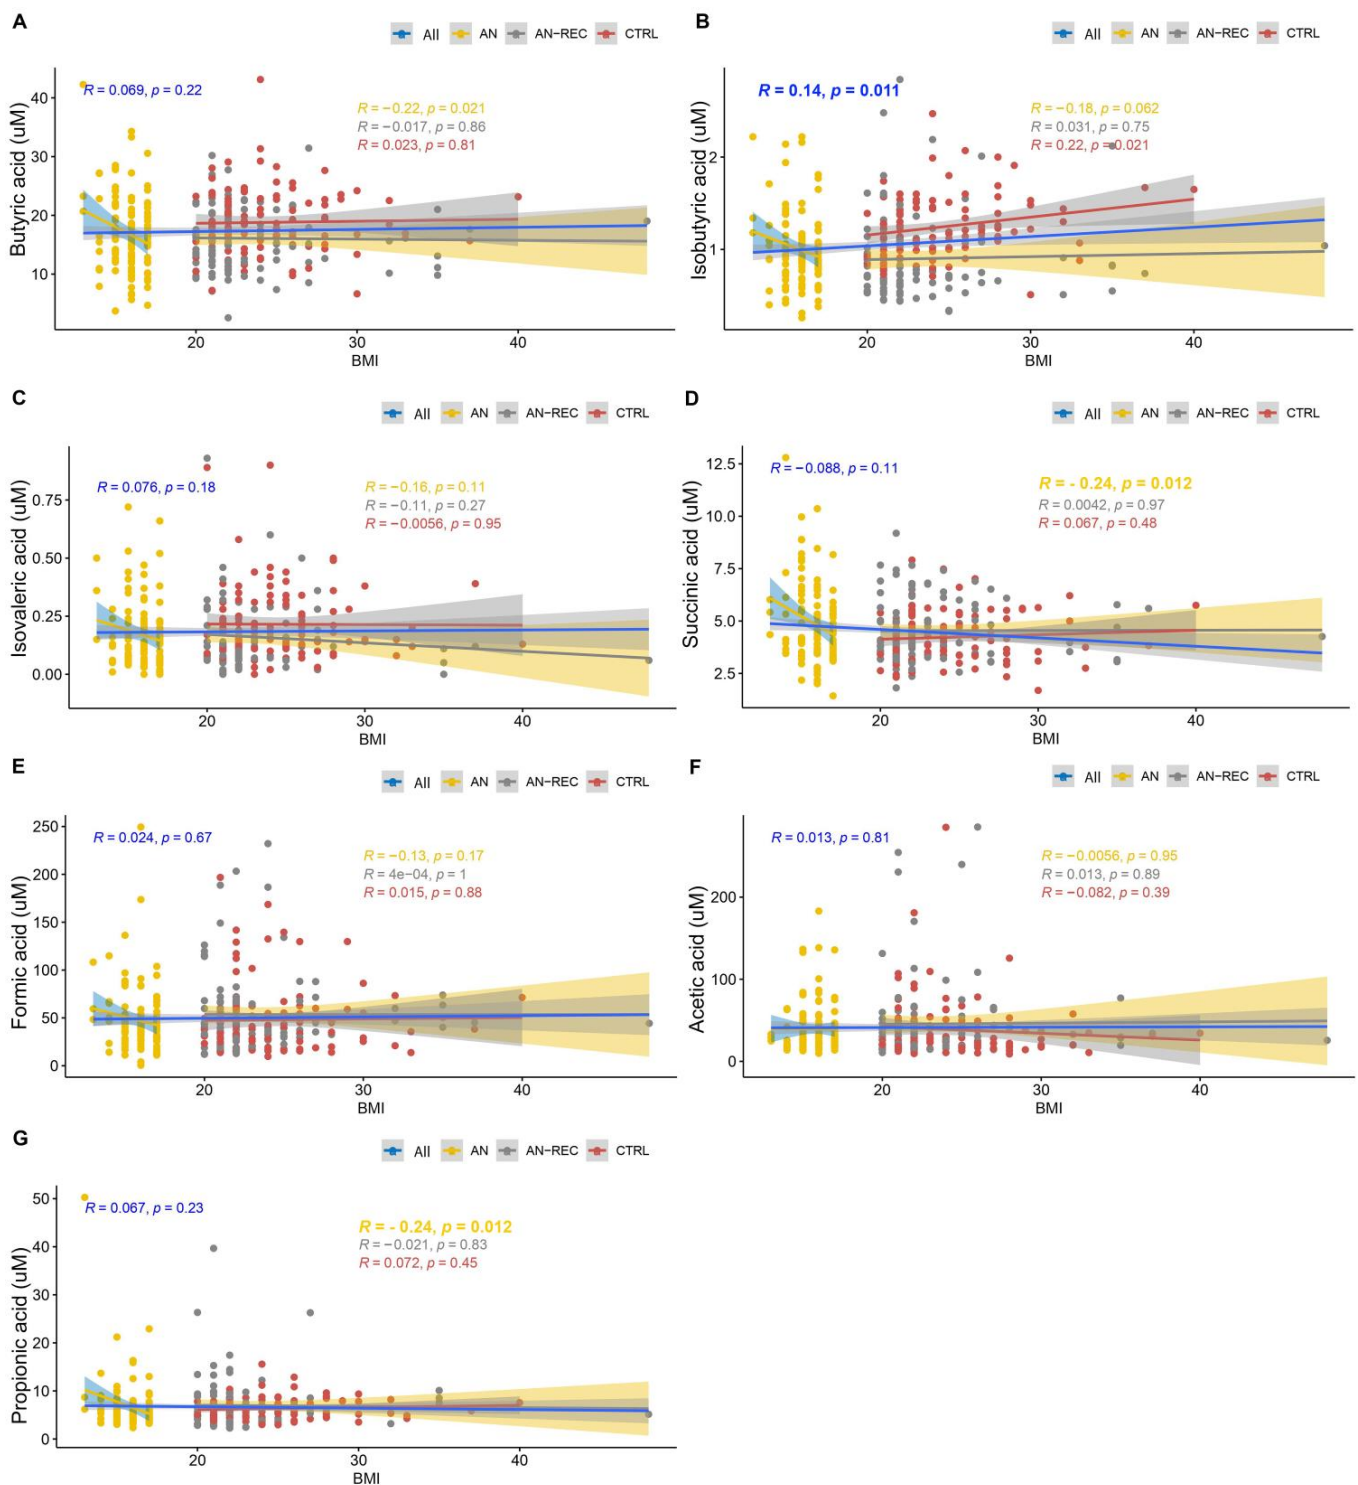 A
All AN AN-REC CTRL
R = 0.069, p = 0.22
R = −0.22, p = 0.021
R = −0.017, p = 0.86
R = 0.023, p = 0.81
Butyric acid (uM)
40
30
20
10
20 30 40
BMI
B
All AN AN-REC CTRL
R = 0.14, p = 0.011
R = −0.18, p = 0.062
R = 0.031, p = 0.75
R = 0.22, p = 0.021
Isobutyric acid (uM)
2
1
20 30 40
BMI
C
All AN AN-REC CTRL
R = 0.076, p = 0.18
R = −0.16, p = 0.11
R = −0.11, p = 0.27
R = −0.0056, p = 0.95
Isovaleric acid (uM)
0.75
0.50
0.25
0.00
20 30 40
BMI
D
All AN AN-REC CTRL
R = −0.088, p = 0.11
R = - 0.24, p = 0.012
R = 0.0042, p = 0.97
R = 0.067, p = 0.48
Succinic acid (uM)
12.5
10.0
7.5
5.0
2.5
20 30 40
BMI
E
All AN AN-REC CTRL
R = 0.024, p = 0.67
R = −0.13, p = 0.17
R = 4e−04, p = 1
R = 0.015, p = 0.88
Formic acid (uM)
250
200
150
100
50
0
20 30 40
BMI
F
All AN AN-REC CTRL
R = 0.013, p = 0.81
R = −0.0056, p = 0.95
R = 0.013, p = 0.89
R = −0.082, p = 0.39
Acetic acid (uM)
200
100
0
20 30 40
BMI
G
All AN AN-REC CTRL
R = 0.067, p = 0.23
R = - 0.24, p = 0.012
R = −0.021, p = 0.83
R = 0.072, p = 0.45
Propionic acid (uM)
50
40
30
20
10
0
20 30 40
BMI